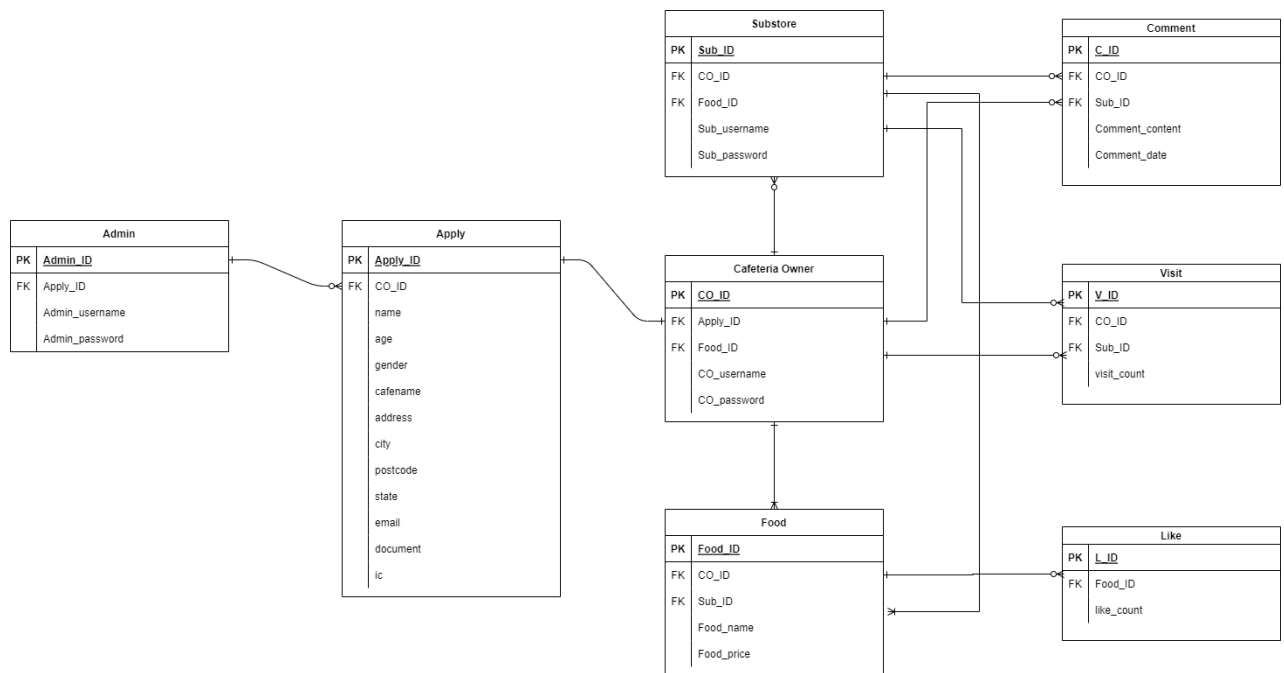 Substore
PK Sub_ID
FK CO_ID
FK Food_ID
Sub_username
Sub_password
Comment
PK C_ID
FK CO_ID
FK Sub_ID
Comment_content
Comment_date
Admin
PK Admin_ID
FK Apply_ID
Admin_username
Admin_password
Apply
PK Apply_ID
FK CO_ID
name
age
gender
cafename
address
city
postcode
state
email
document
ic
Cafeteria Owner
PK CO_ID
FK Apply_ID
FK Food_ID
CO_username
CO_password
Visit
PK V_ID
FK CO_ID
FK Sub_ID
visit_count
Food
PK Food_ID
FK CO_ID
FK Sub_ID
Food_name
Food_price
Like
PK L_ID
FK Food_ID
like_count